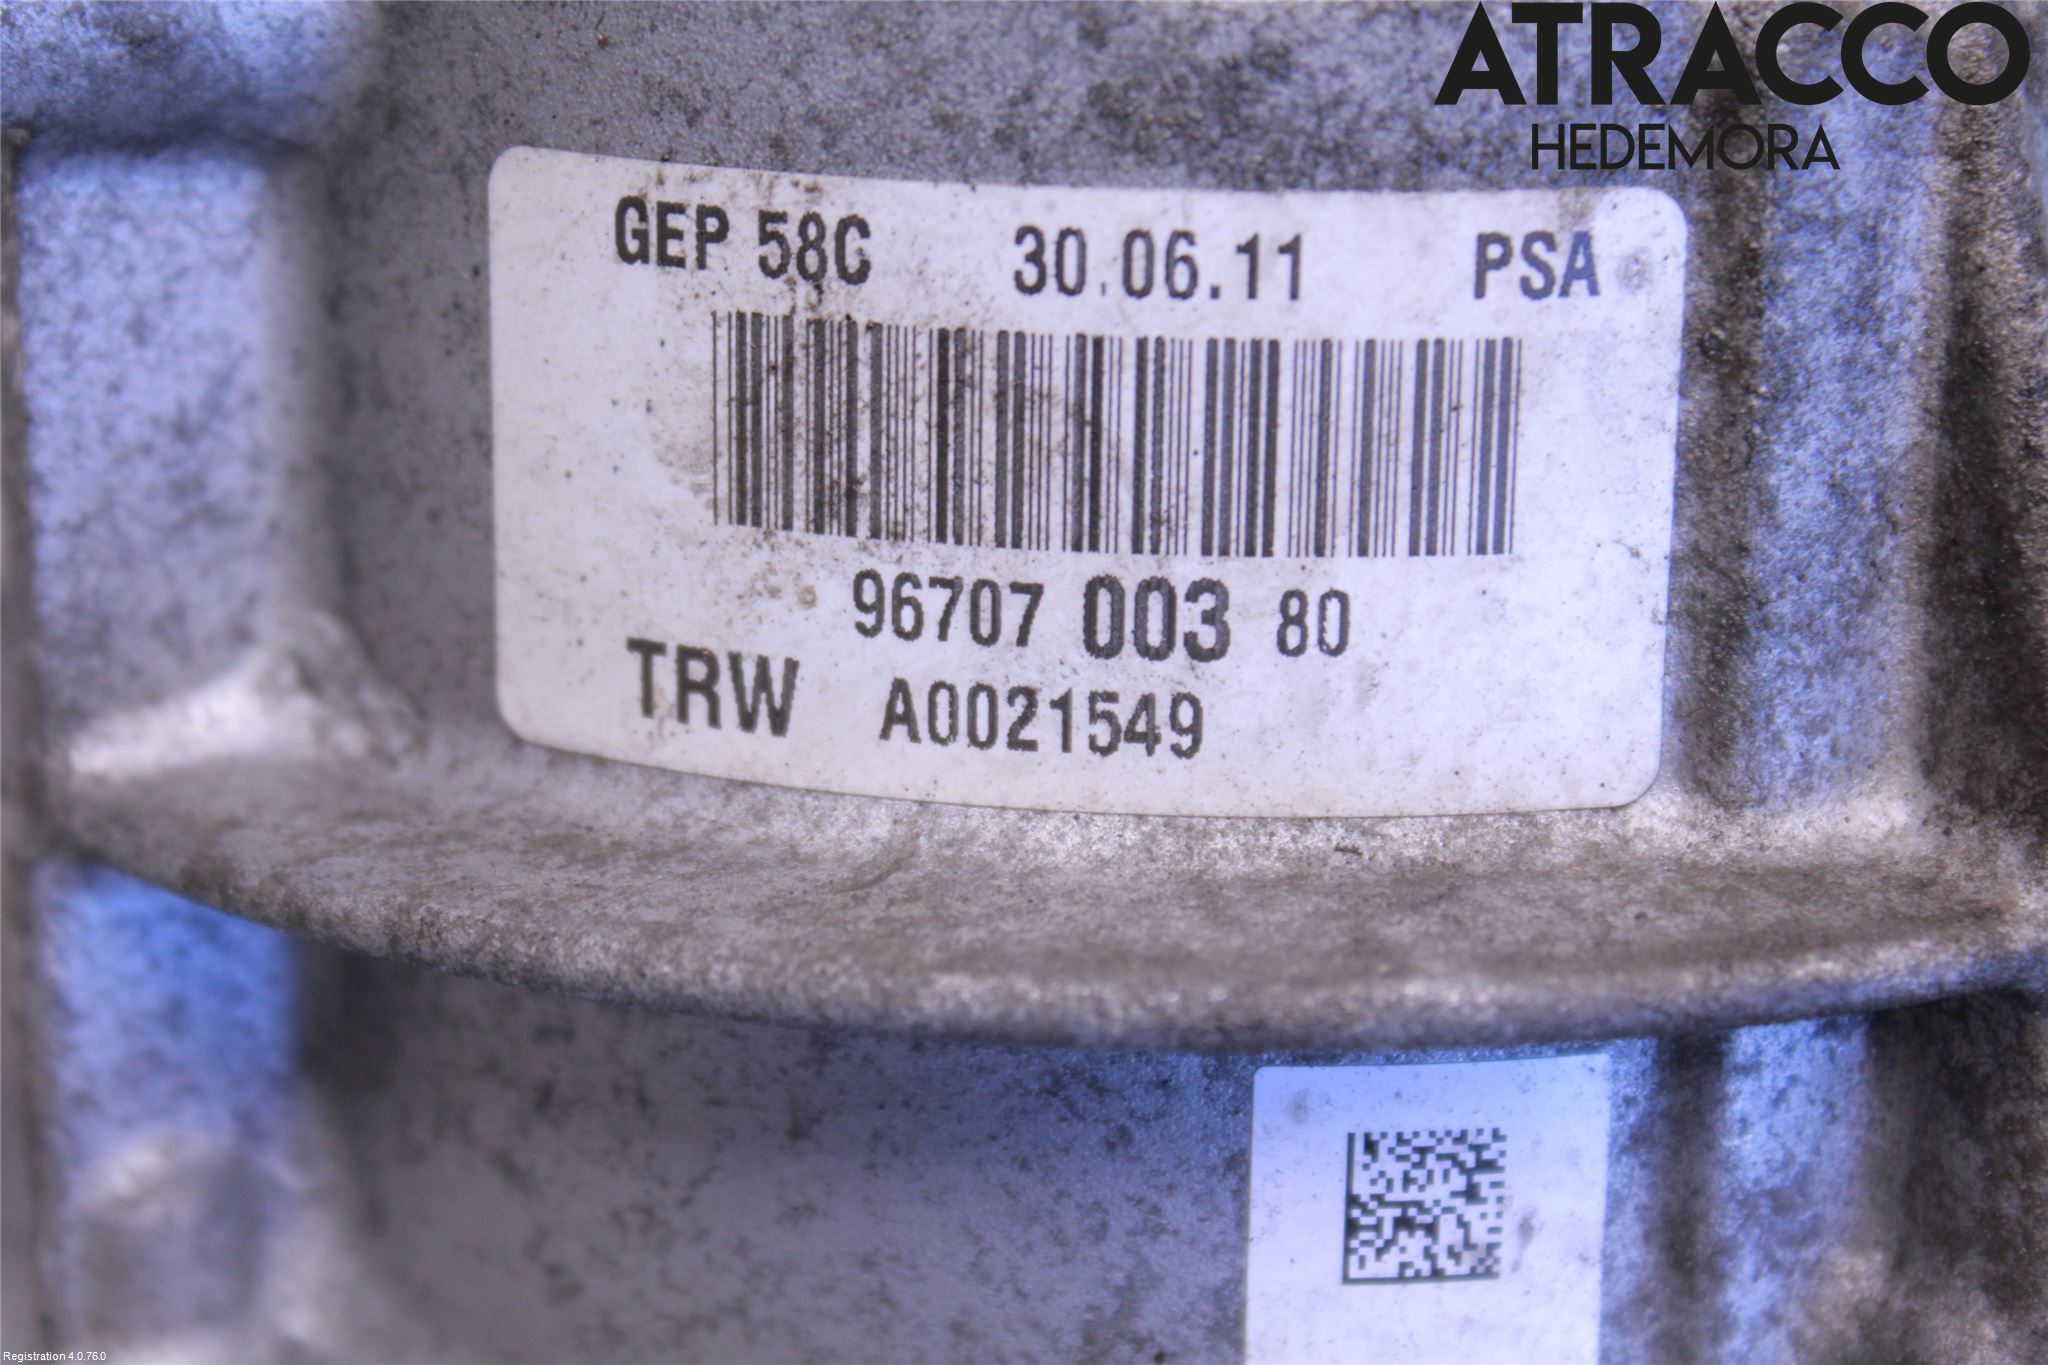 ATRACCO
HEDEMORA
GEP 58C 30.06.11 PSA
96707 003 80
TRW A0021549
Registration 4.0.76.0